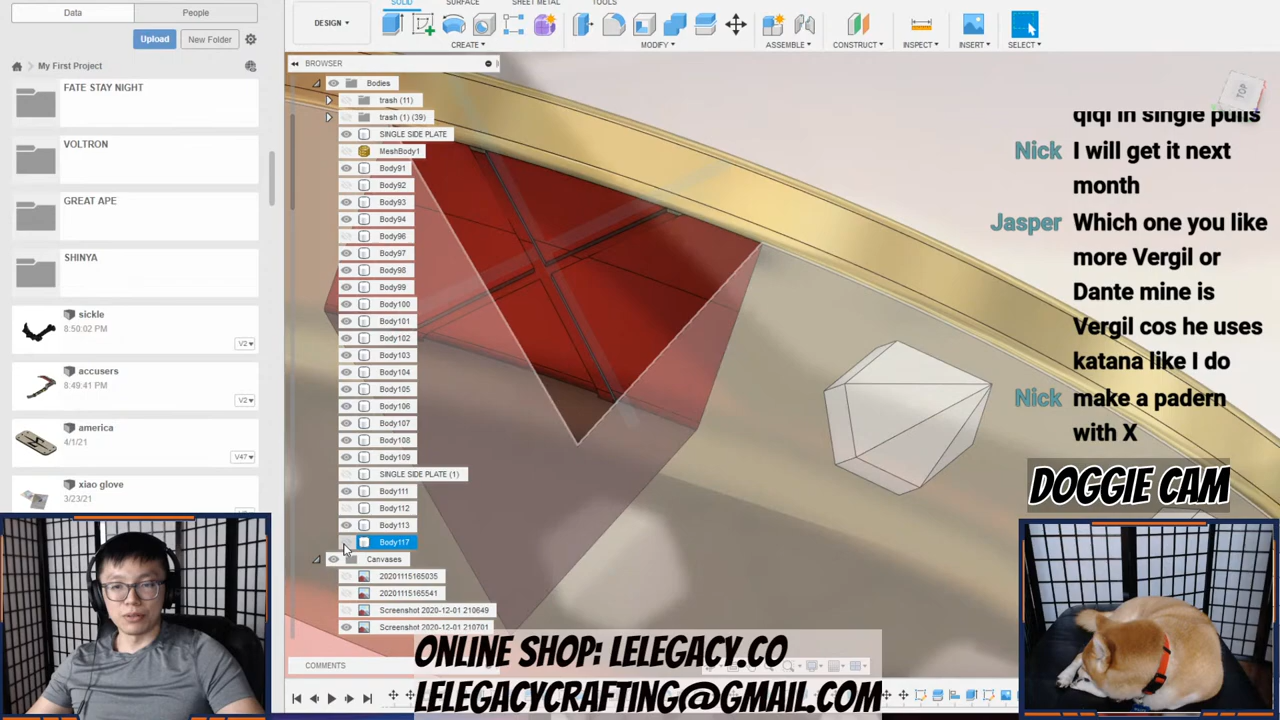 Data
People
Upload
New Folder
My First Project
FATE STAY NIGHT
VOLTRON
GREAT APE
SHINYA
sickle
8:50:02 PM
V2
accusers
8:49:41 PM
V2
america
4/1/21
V47
xiao glove
3/23/21
DESIGN
SOLID
SURFACE
SHEET METAL
TOOLS
CREATE
MODIFY
ASSEMBLE
CONSTRUCT
INSPECT
INSERT
SELECT
BROWSER
Bodies
trash (11)
trash (1) (39)
SINGLE SIDE PLATE
MeshBody1
Body91
Body92
Body93
Body94
Body96
Body97
Body98
Body99
Body100
Body101
Body102
Body103
Body104
Body105
Body106
Body107
Body108
Body109
SINGLE SIDE PLATE (1)
Body111
Body112
Body113
Body117
Canvases
20201115165035
20201115165541
Screenshot 2020-12-01 210649
Screenshot 2020-12-01 210701
COMMENTS
TOP
qiqi in single pulls
Nick I will get it next
month
Jasper Which one you like
more Vergil or
Dante mine is
Vergil cos he uses
katana like I do
Nick make a padern
with X
DOGGIE CAM
ONLINE SHOP: LELEGACY.CO
LELEGACYCRAFTING@GMAIL.COM